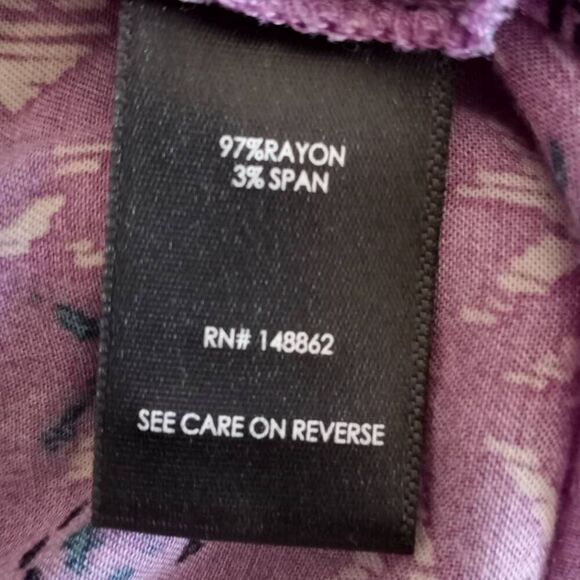 97%RAYON
3% SPAN
RN# 148862
SEE CARE ON REVERSE